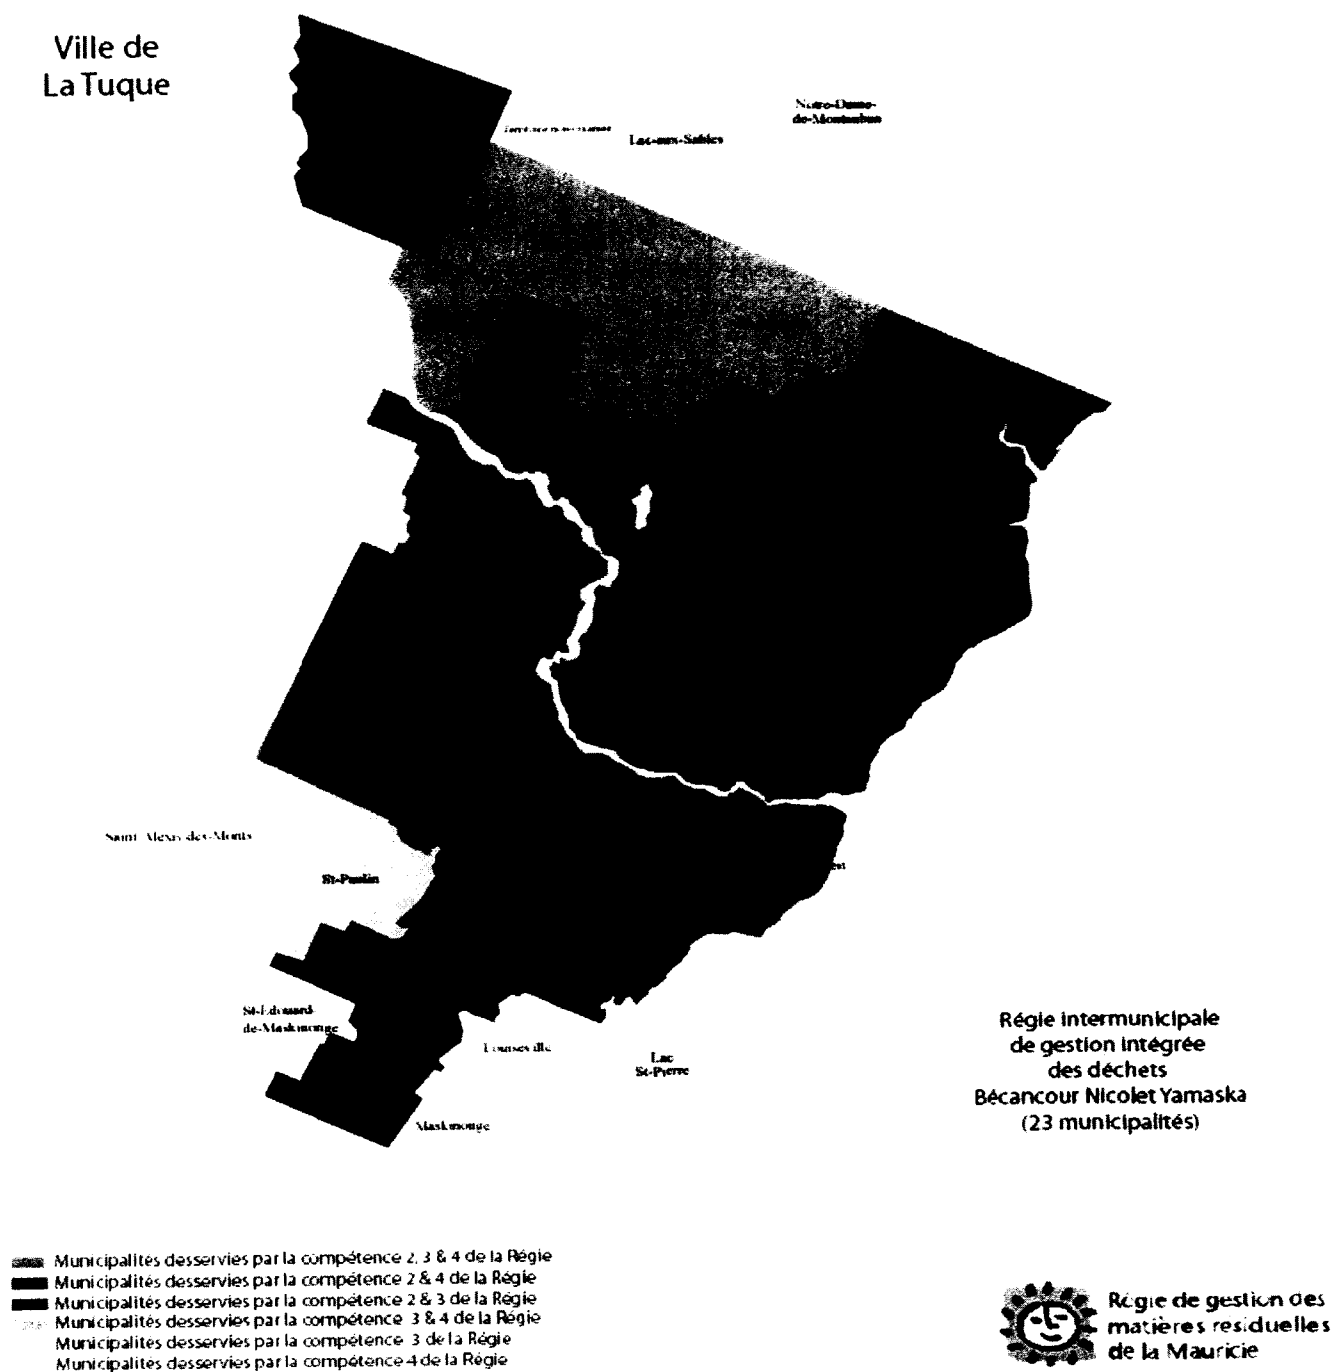 Ville de
La Tuque
Notre-Dame-
de-Montauban
Lac-aux-Sables
Saint-Alexis-des-Monts
St-Paulin
St-Edouard-
de-Maskinongé
Louiseville
Lac
St-Pierre
Maskinongé
est
Régie intermunicipale
de gestion intégrée
des déchets
Bécancour Nicolet Yamaska
(23 municipalités)
Municipalités desservies par la compétence 2, 3 & 4 de la Régie
Municipalités desservies par la compétence 2 & 4 de la Régie
Municipalités desservies par la compétence 2 & 3 de la Régie
Municipalités desservies par la compétence 3 & 4 de la Régie
Municipalités desservies par la compétence 3 de la Régie
Municipalités desservies par la compétence 4 de la Régie
Régie de gestion des
matières résiduelles
de la Mauricie